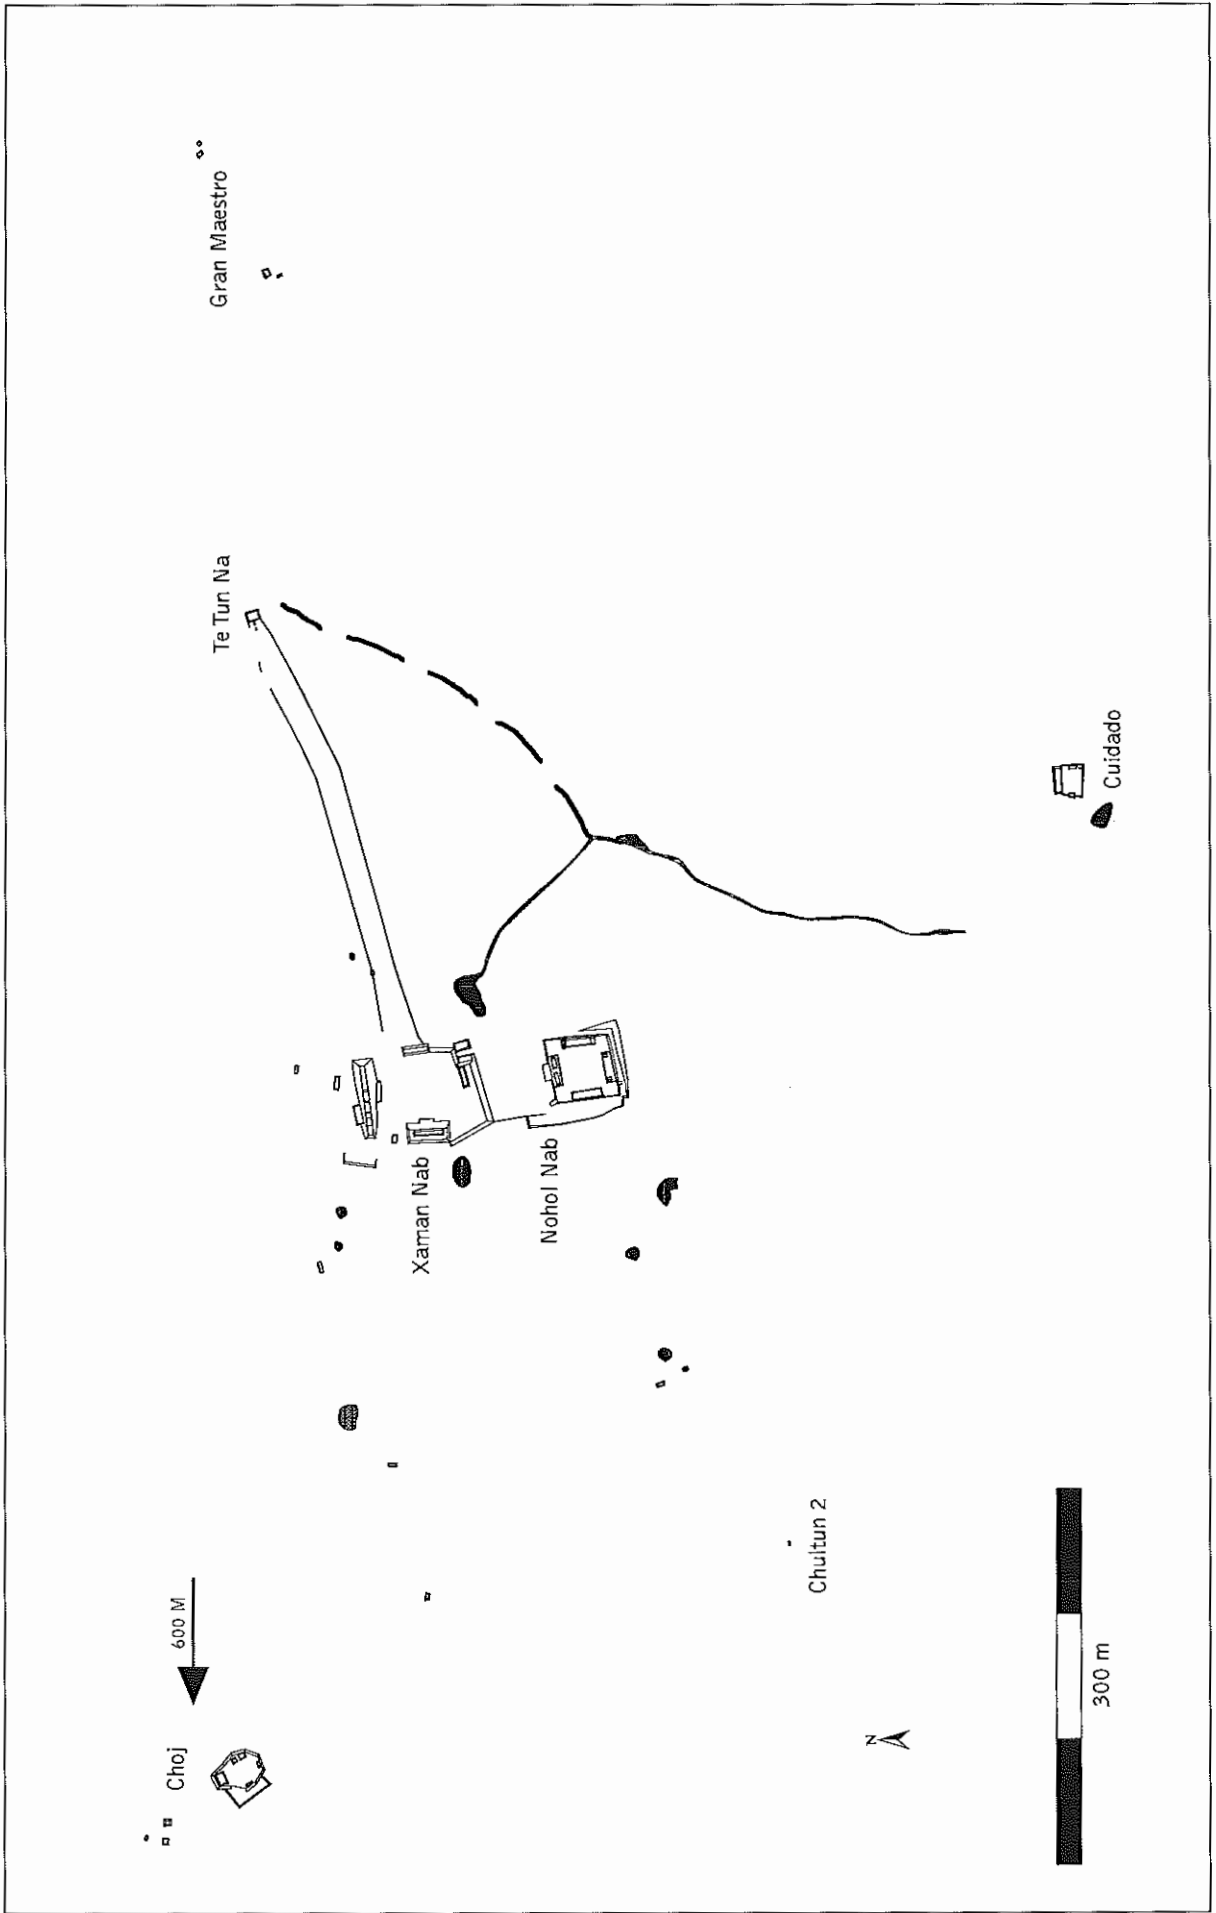 Choj
600 M
Te Tun Na
Gran Maestro
Xaman Nab
Nohol Nab
Chultun 2
N
300 m
Cuidado